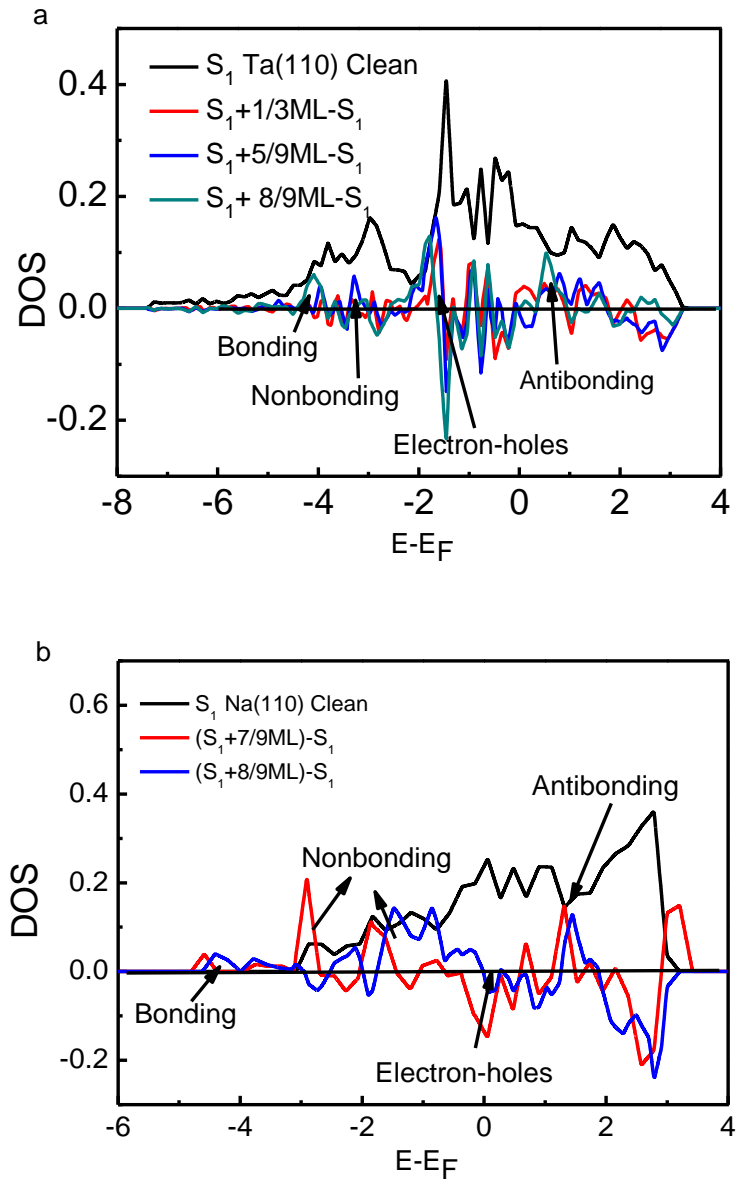 a
S₁ Ta(110) Clean
S₁+1/3ML-S₁
S₁+5/9ML-S₁
S₁+ 8/9ML-S₁
0.4
0.2
0.0
-0.2
DOS
Bonding
Nonbonding
Electron-holes
Antibonding
-8 -6 -4 -2 0 2 4
E-E_F
b
S₁ Na(110) Clean
(S₁+7/9ML)-S₁
(S₁+8/9ML)-S₁
0.6
0.4
0.2
0.0
-0.2
DOS
Antibonding
Nonbonding
Bonding
Electron-holes
-6 -4 -2 0 2 4
E-E_F